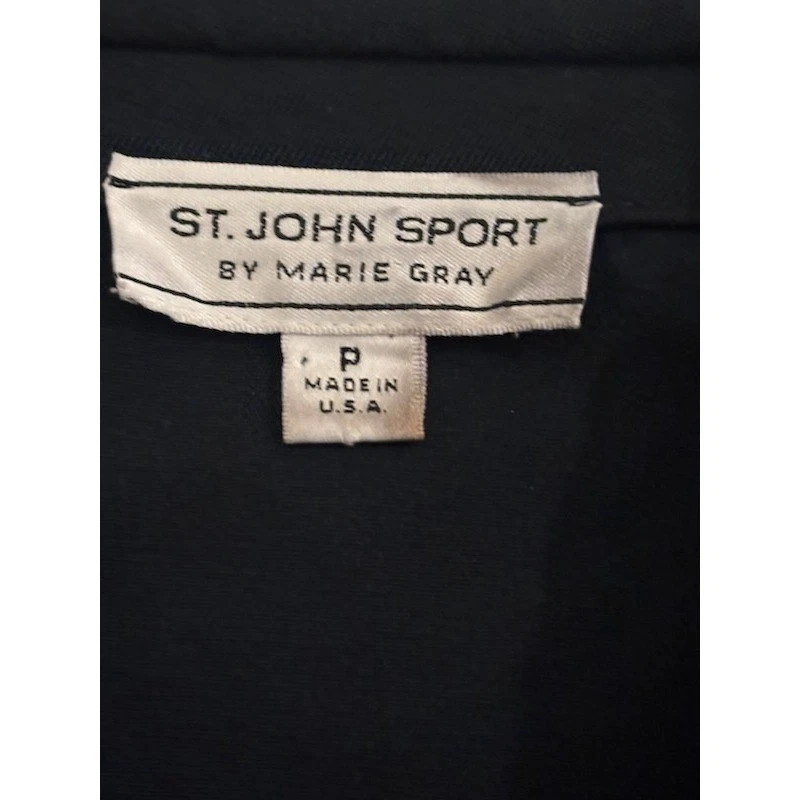 ST. JOHN SPORT
BY MARIE GRAY
P
MADE IN
U.S.A.